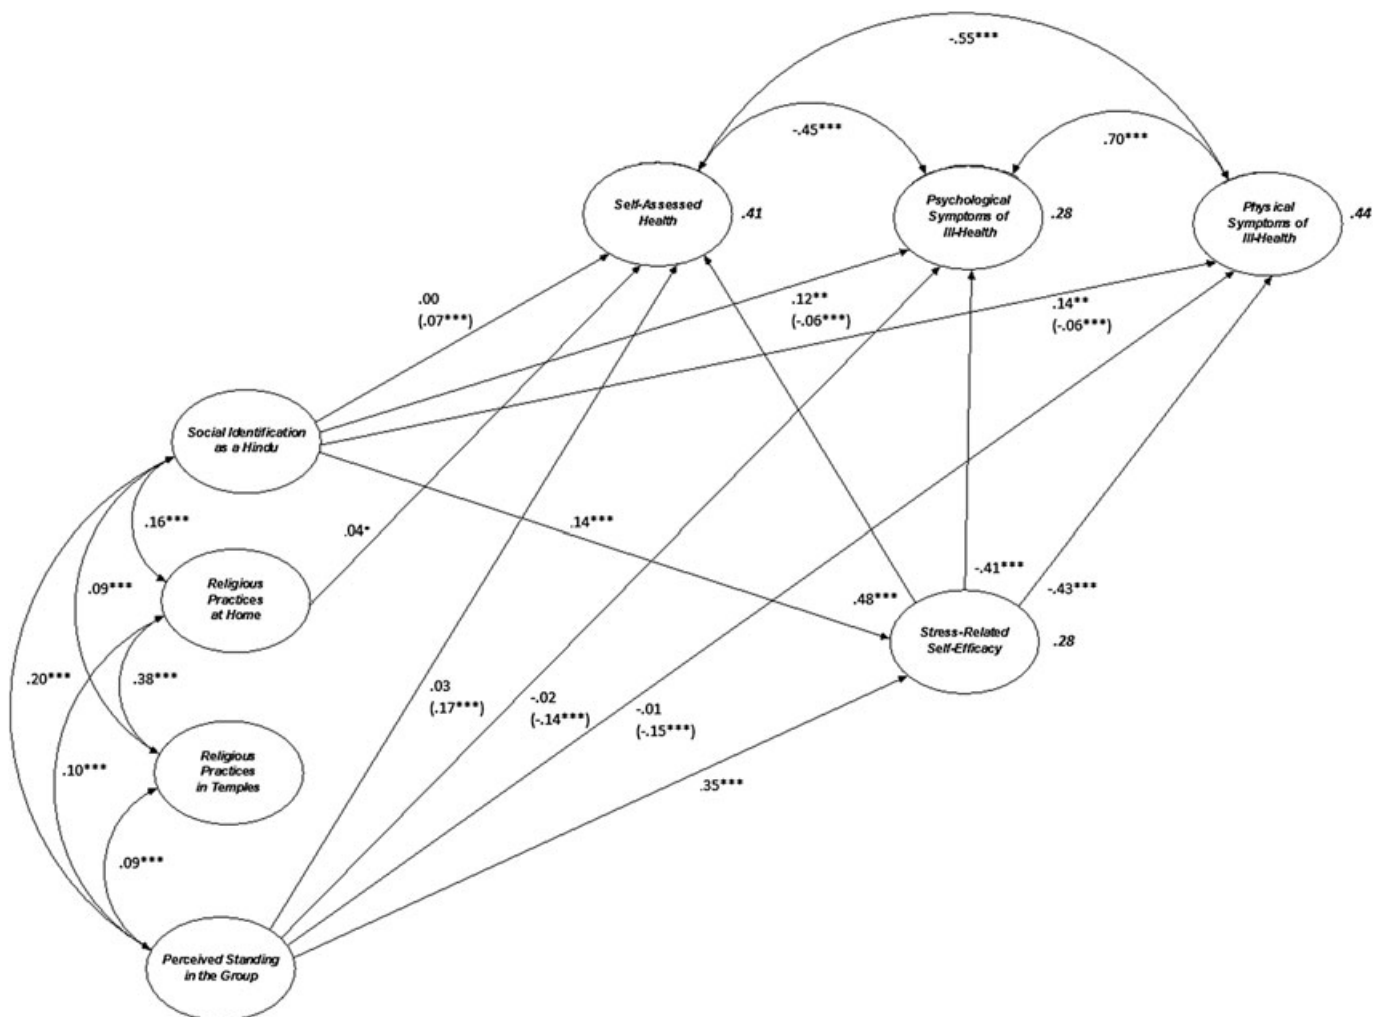 -.55***
-.45***
.70***
Self-Assessed
Health
.41
Psychological
Symptoms of
Ill-Health
.28
Physical
Symptoms of
Ill-Health
.44
.00
(.07***)
.12**
(-.06***)
.14**
(-.06***)
Social Identification
as a Hindu
.16***
.04*
.14***
Religious
Practices
at Home
.09***
-.41***
-.43***
.48***
Stress-Related
Self-Efficacy
.28
.20***
.38***
.03
(.17***)
-.02
(-.14***)
-.01
(-.15***)
Religious
Practices
in Temples
.10***
.35***
.09***
Perceived Standing
in the Group